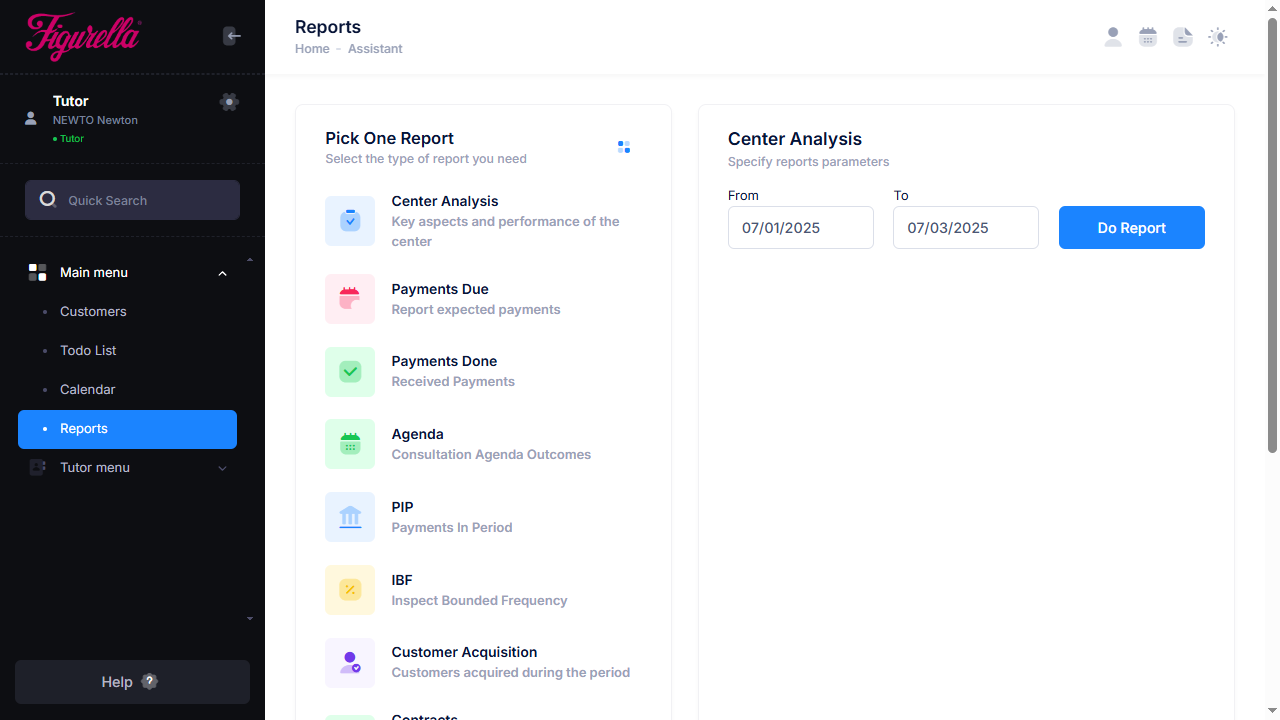 Figurella
Tutor
NEWTO Newton
Tutor
Quick Search
Main menu
Customers
Todo List
Calendar
Reports
Tutor menu
Help
Reports
Home - Assistant
Pick One Report
Select the type of report you need
Center Analysis
Key aspects and performance of the
center
Payments Due
Report expected payments
Payments Done
Received Payments
Agenda
Consultation Agenda Outcomes
PIP
Payments In Period
IBF
Inspect Bounded Frequency
Customer Acquisition
Customers acquired during the period
Contracts
Center Analysis
Specify reports parameters
From To
07/01/2025 07/03/2025 Do Report